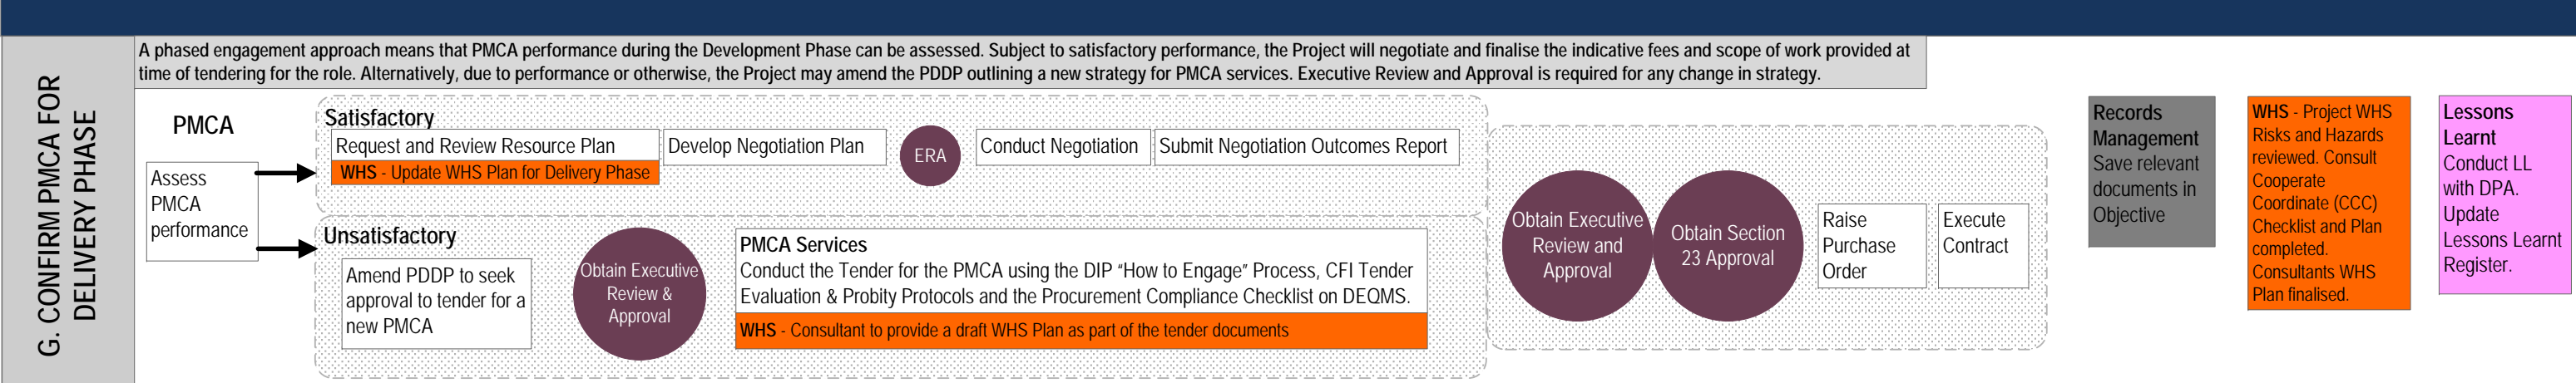 G. CONFIRM PMCA FOR
DELIVERY PHASE
A phased engagement approach means that PMCA performance during the Development Phase can be assessed. Subject to satisfactory performance, the Project will negotiate and finalise the indicative fees and scope of work provided at
time of tendering for the role. Alternatively, due to performance or otherwise, the Project may amend the PDDP outlining a new strategy for PMCA services. Executive Review and Approval is required for any change in strategy.
PMCA
Assess
PMCA
performance
Satisfactory
Request and Review Resource Plan
WHS - Update WHS Plan for Delivery Phase
Develop Negotiation Plan
ERA
Conduct Negotiation
Submit Negotiation Outcomes Report
Unsatisfactory
Amend PDDP to seek
approval to tender for a
new PMCA
Obtain Executive
Review &
Approval
PMCA Services
Conduct the Tender for the PMCA using the DIP “How to Engage” Process, CFI Tender
Evaluation & Probity Protocols and the Procurement Compliance Checklist on DEQMS.
WHS - Consultant to provide a draft WHS Plan as part of the tender documents
Obtain Executive
Review and
Approval
Obtain Section
23 Approval
Raise
Purchase
Order
Execute
Contract
Records
Management
Save relevant
documents in
Objective
WHS - Project WHS
Risks and Hazards
reviewed. Consult
Cooperate
Coordinate (CCC)
Checklist and Plan
completed.
Consultants WHS
Plan finalised.
Lessons
Learnt
Conduct LL
with DPA.
Update
Lessons Learnt
Register.